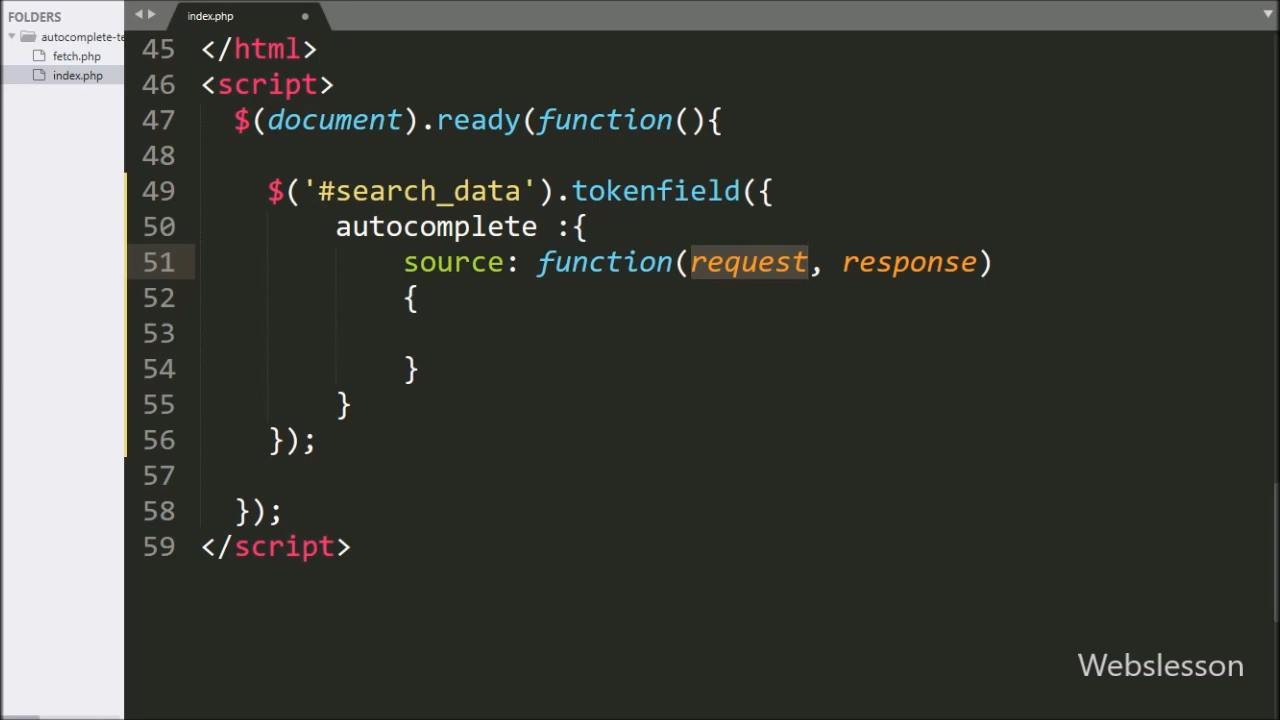 FOLDERS
autocomplete-te
fetch.php
index.php
index.php
45 </html>
46 <script>
47 $(document).ready(function(){
48
49 $('#search_data').tokenfield({
50 autocomplete :{
51 source: function(request, response)
52 {
53
54 }
55 }
56 });
57
58 });
59 </script>
Webslesson